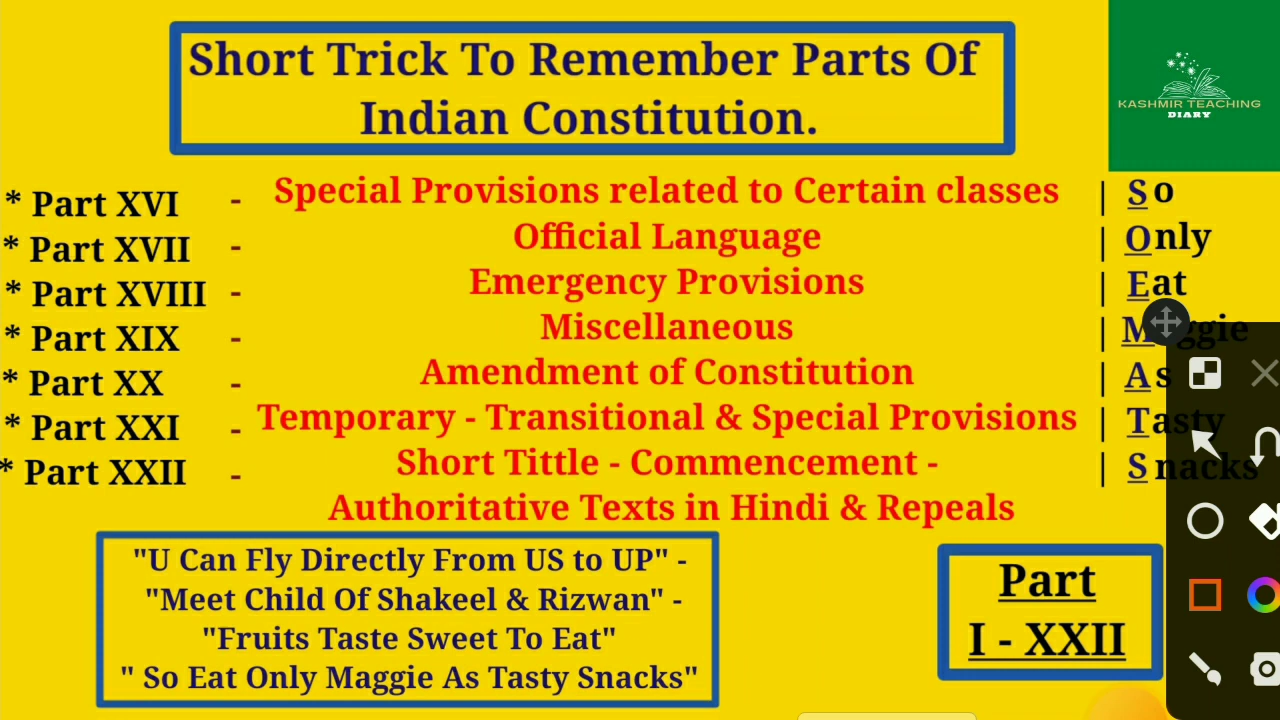 Short Trick To Remember Parts Of
Indian Constitution.
KASHMIR TEACHING
DIARY
* Part XVI - Special Provisions related to Certain classes | So
* Part XVII - Official Language | Only
* Part XVIII - Emergency Provisions | Eat
* Part XIX - Miscellaneous | Maggie
* Part XX - Amendment of Constitution | As
* Part XXI - Temporary - Transitional & Special Provisions | Tasty
* Part XXII - Short Tittle - Commencement - | Snacks
Authoritative Texts in Hindi & Repeals
"U Can Fly Directly From US to UP" -
"Meet Child Of Shakeel & Rizwan" -
"Fruits Taste Sweet To Eat"
" So Eat Only Maggie As Tasty Snacks"
Part
I - XXII